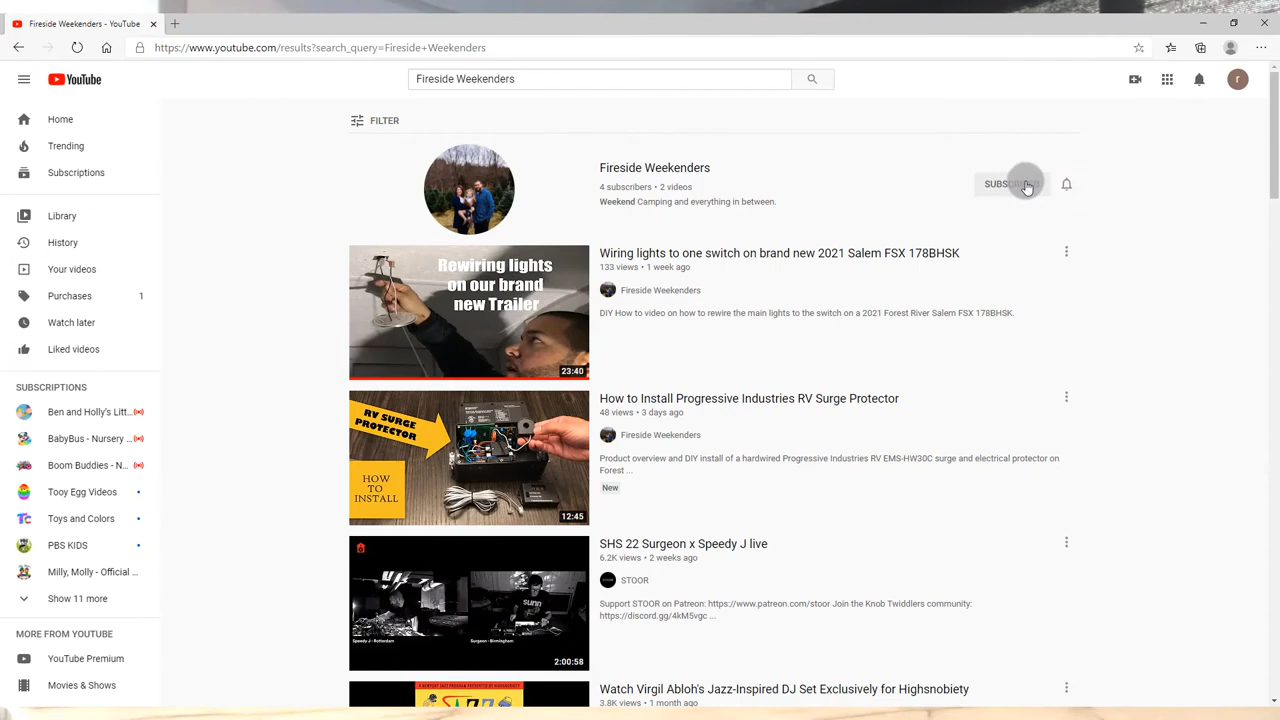 Fireside Weekenders - YouTube
https://www.youtube.com/results?search_query=Fireside+Weekenders
YouTube
Fireside Weekenders
r
Home
Trending
Subscriptions
Library
History
Your videos
Purchases 1
Watch later
Liked videos
SUBSCRIPTIONS
Ben and Holly's Litt...
BabyBus - Nursery ...
Boom Buddies - N...
Tooy Egg Videos
Toys and Colors
PBS KIDS
Milly, Molly - Official ...
Show 11 more
MORE FROM YOUTUBE
YouTube Premium
Movies & Shows
FILTER
Fireside Weekenders
4 subscribers • 2 videos
Weekend Camping and everything in between.
Rewiring lights
on our brand
new Trailer
23:40
Wiring lights to one switch on brand new 2021 Salem FSX 178BHSK
133 views • 1 week ago
Fireside Weekenders
DIY How to video on how to rewire the main lights to the switch on a 2021 Forest River Salem FSX 178BHSK.
RV SURGE
PROTECTOR
HOW
TO
INSTALL
12:45
How to Install Progressive Industries RV Surge Protector
48 views • 3 days ago
Fireside Weekenders
Product overview and DIY install of a hardwired Progressive Industries RV EMS-HW30C surge and electrical protector on
Forest ...
New
Speedy J - Rotterdam
Surgeon - Birmingham
2:00:58
SHS 22 Surgeon x Speedy J live
6.2K views • 2 weeks ago
STOOR
Support STOOR on Patreon: https://www.patreon.com/stoor Join the Knob Twiddlers community:
https://discord.gg/4kM5vgc ...
Watch Virgil Abloh's Jazz-Inspired DJ Set Exclusively for Highsnobiety
3.8K views • 1 month ago